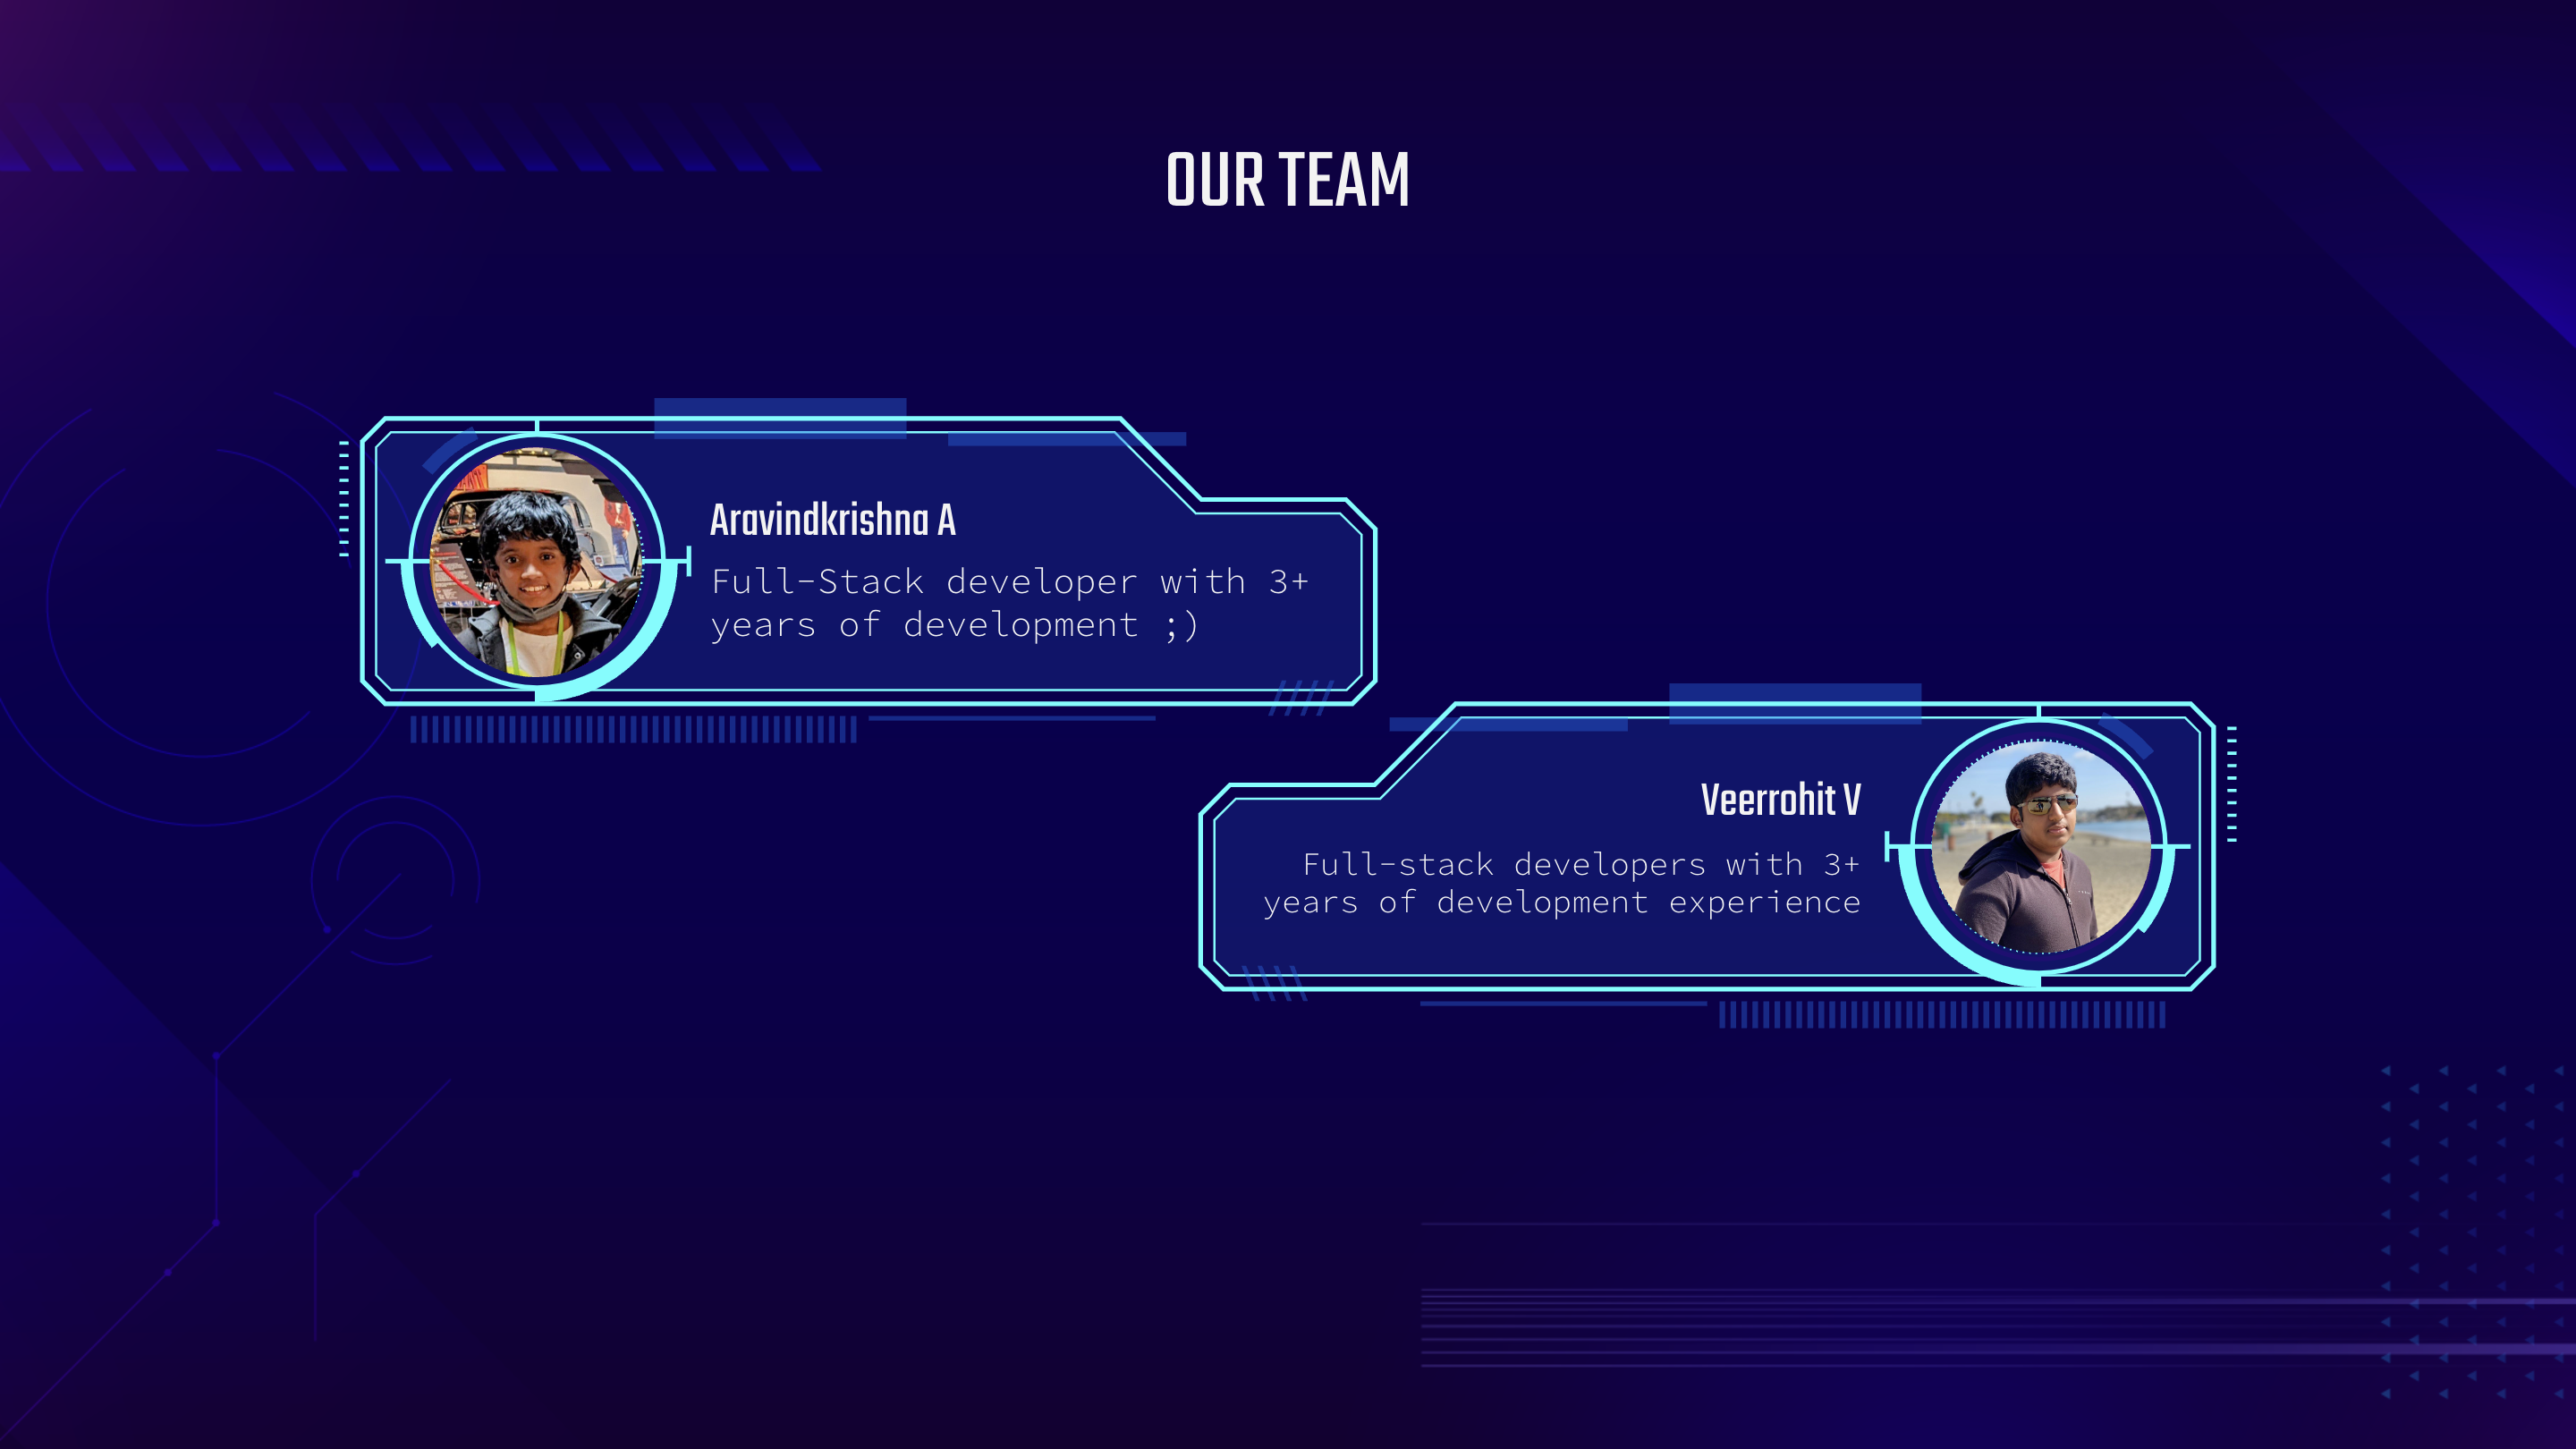 OUR TEAM
Aravindkrishna A
Full-Stack developer with 3+
years of development ;)
Veerrohit V
Full-stack developers with 3+
years of development experience